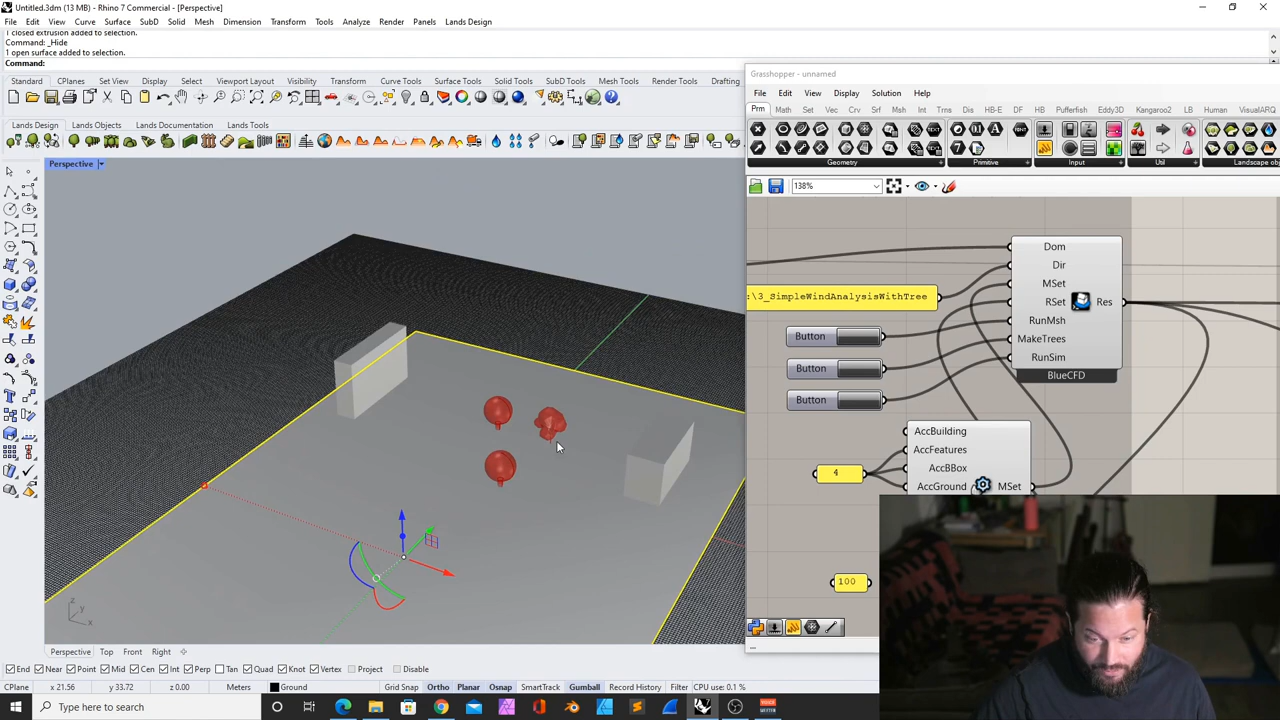 Untitled.3dm (13 MB) - Rhino 7 Commercial - [Perspective]
File Edit View Curve Surface SubD Solid Mesh Dimension Transform Tools Analyze Render Panels Lands Design
1 closed extrusion added to selection.
Command: _Hide
1 open surface added to selection.
Command:
Standard CPlanes Set View Display Select Viewport Layout Visibility Transform Curve Tools Surface Tools Solid Tools SubD Tools Mesh Tools Render Tools Drafting
Lands Design Lands Objects Lands Documentation Lands Tools
Perspective
z y x
Perspective Top Front Right
End Near Point Mid Cen Int Perp Tan Quad Knot Vertex Project Disable
CPlane x 21.56 y 33.72 z 0.00 Meters Ground Grid Snap Ortho Planar Osnap SmartTrack Gumball Record History Filter CPU use: 0.1 %
Type here to search
Grasshopper - unnamed
File Edit View Display Solution Help
Prm Math Set Vec Crv Srf Msh Int Trns Dis HB-E DF HB Pufferfish Eddy3D Kangaroo2 LB Human VisualARQ
Geometry Primitive Input Util Landscape obj
138%
Dom
Dir
MSet
:\3_SimpleWindAnalysisWithTree
RSet Res
RunMsh
Button
MakeTrees
RunSim
Button
BlueCFD
Button
AccBuilding
AccFeatures
AccBBox
4
AccGround MSet
100